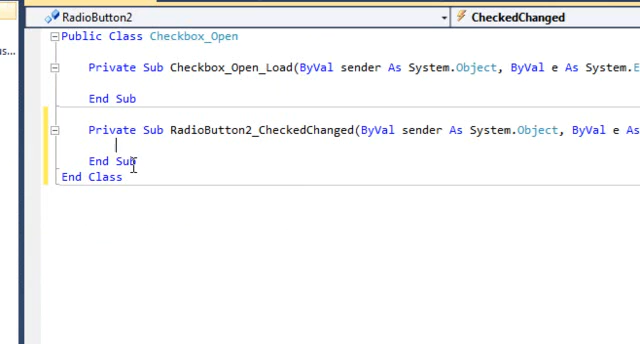 RadioButton2
CheckedChanged
us...
Public Class Checkbox_Open
Private Sub Checkbox_Open_Load(ByVal sender As System.Object, ByVal e As System.E
End Sub
Private Sub RadioButton2_CheckedChanged(ByVal sender As System.Object, ByVal e As
End Sub
End Class